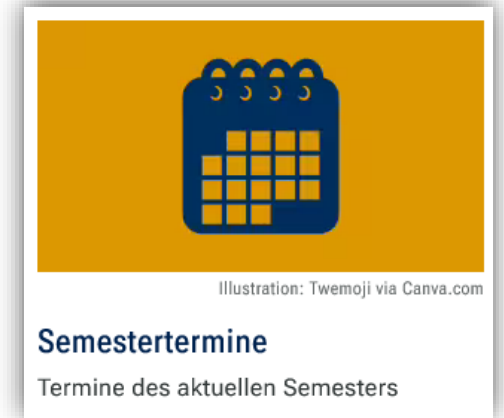 Illustration: Twemoji via Canva.com
Semestertermine
Termine des aktuellen Semesters